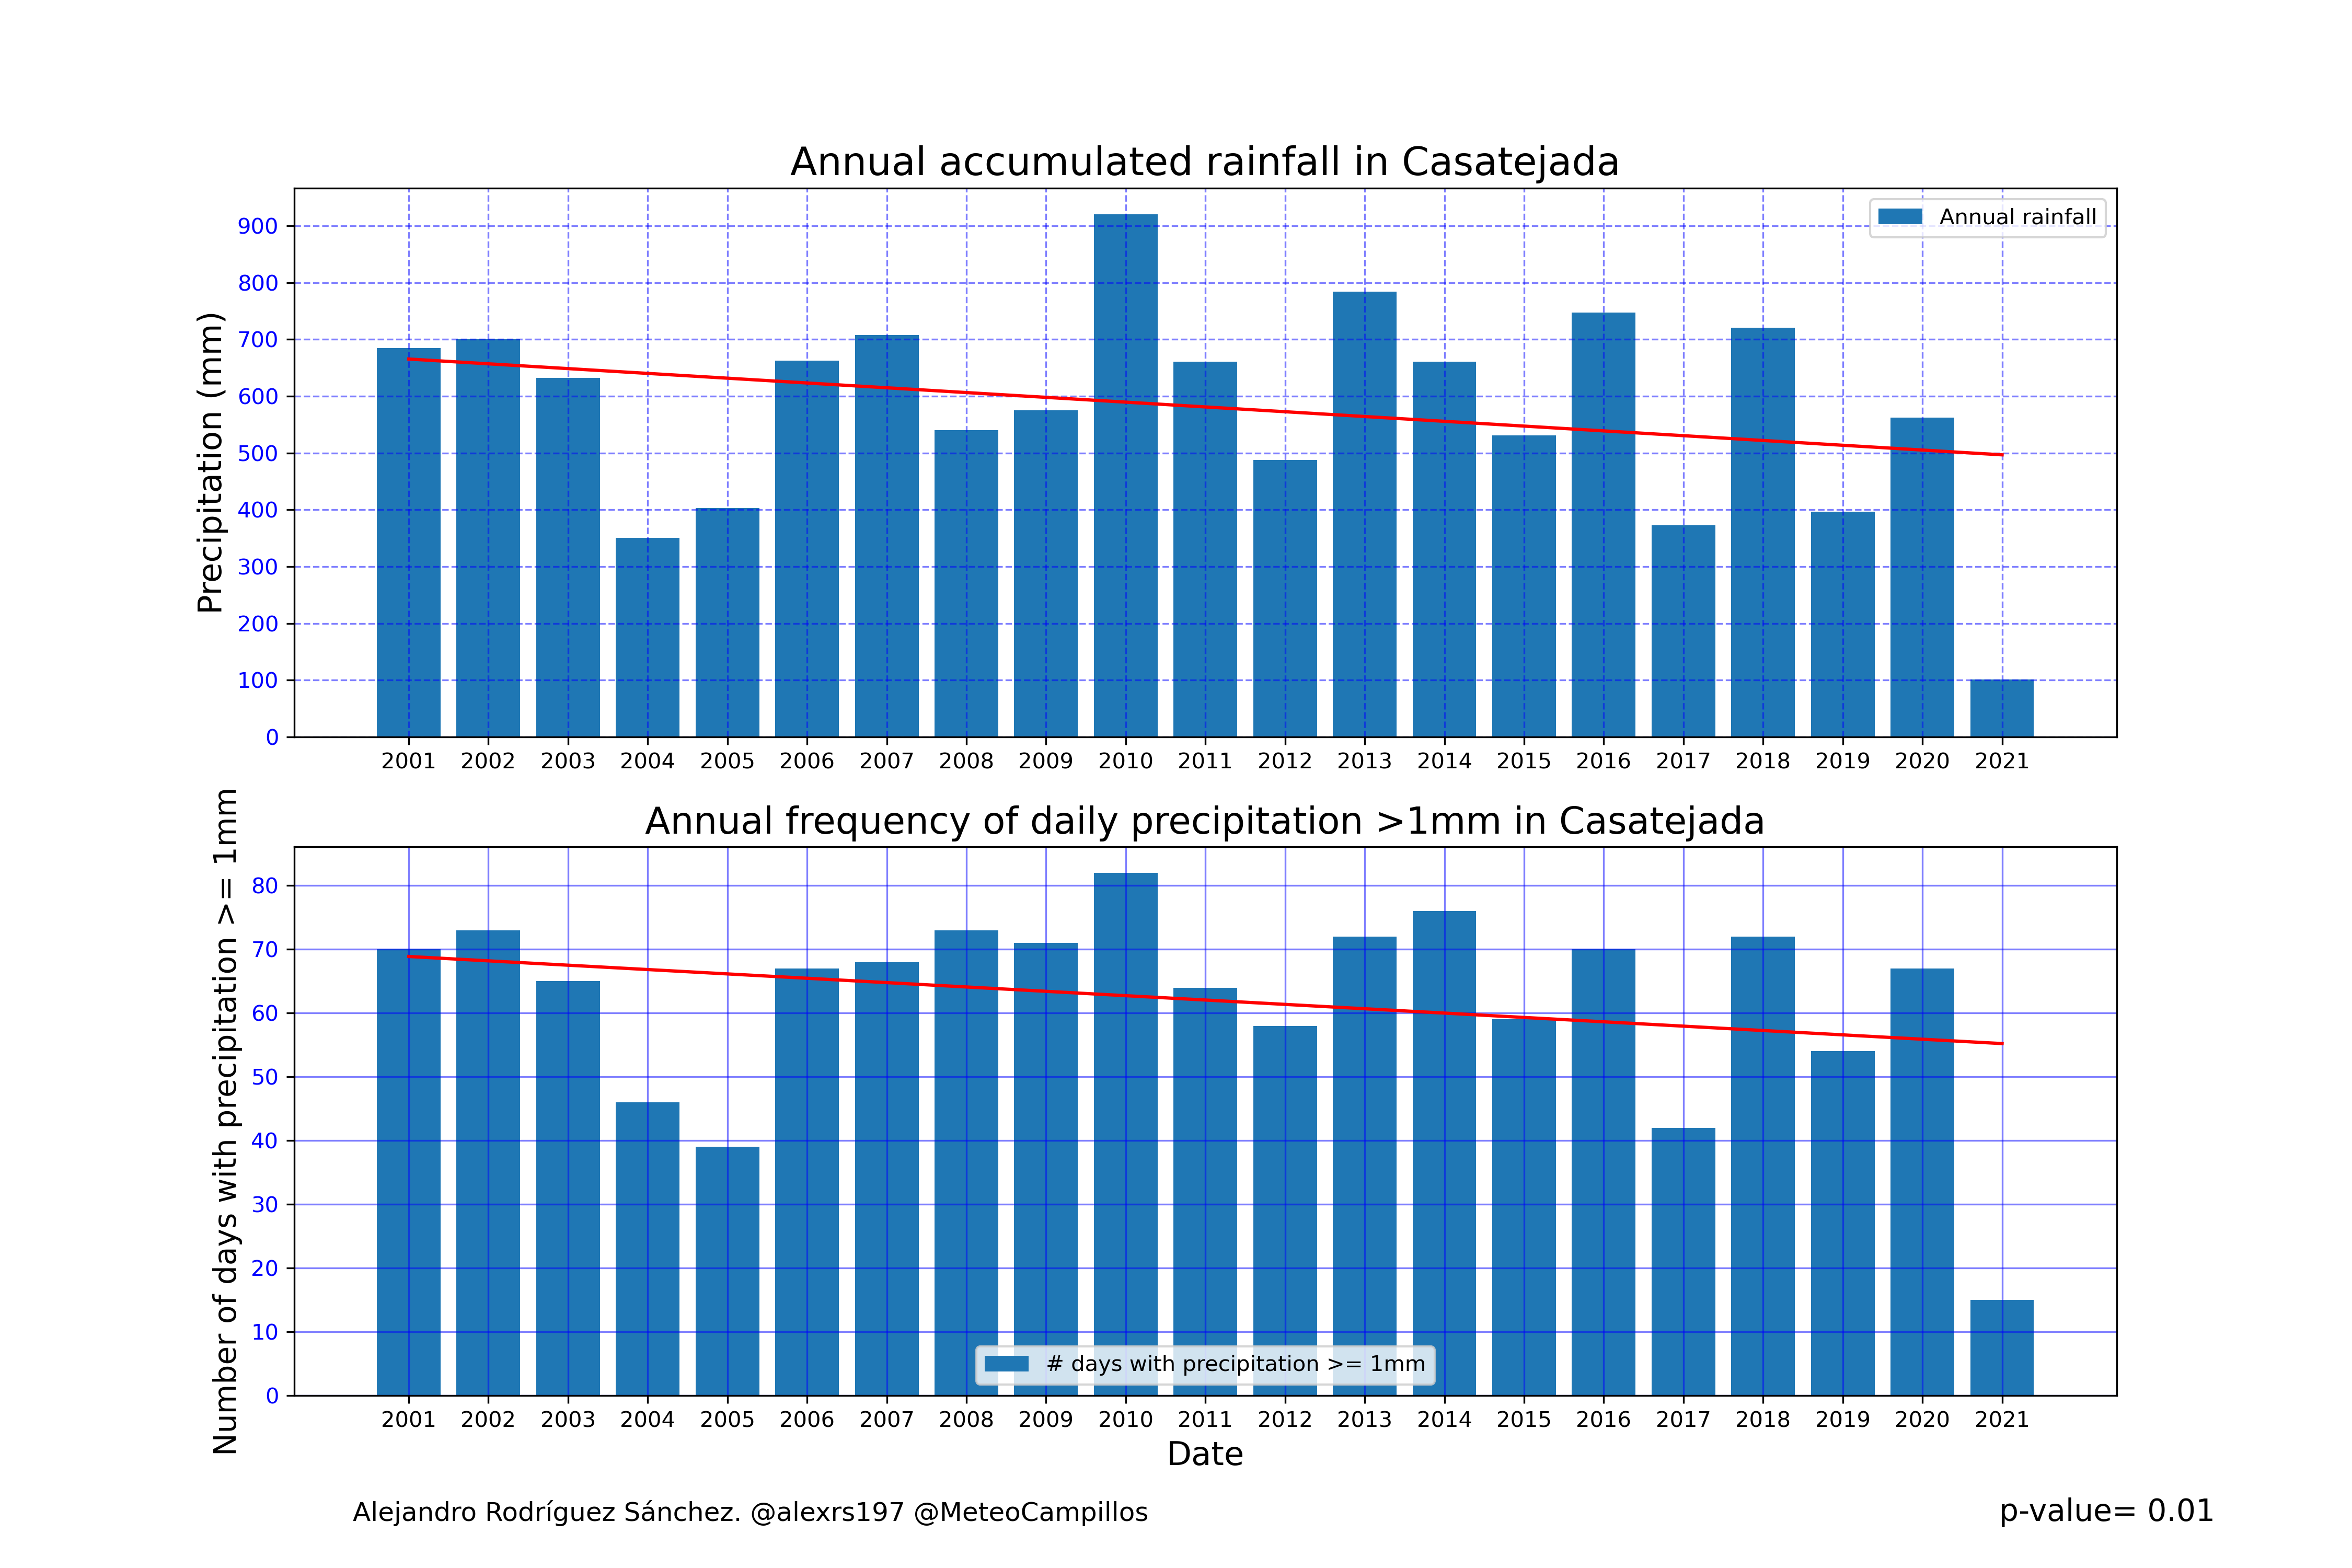 Annual accumulated rainfall in Casatejada
Precipitation (mm)
900
800
700
600
500
400
300
200
100
0
Annual rainfall
2001 2002 2003 2004 2005 2006 2007 2008 2009 2010 2011 2012 2013 2014 2015 2016 2017 2018 2019 2020 2021
Annual frequency of daily precipitation >1mm in Casatejada
Number of days with precipitation >= 1mm
80
70
60
50
40
30
20
10
0
# days with precipitation >= 1mm
2001 2002 2003 2004 2005 2006 2007 2008 2009 2010 2011 2012 2013 2014 2015 2016 2017 2018 2019 2020 2021
Date
Alejandro Rodríguez Sánchez. @alexrs197 @MeteoCampillos
p-value= 0.01